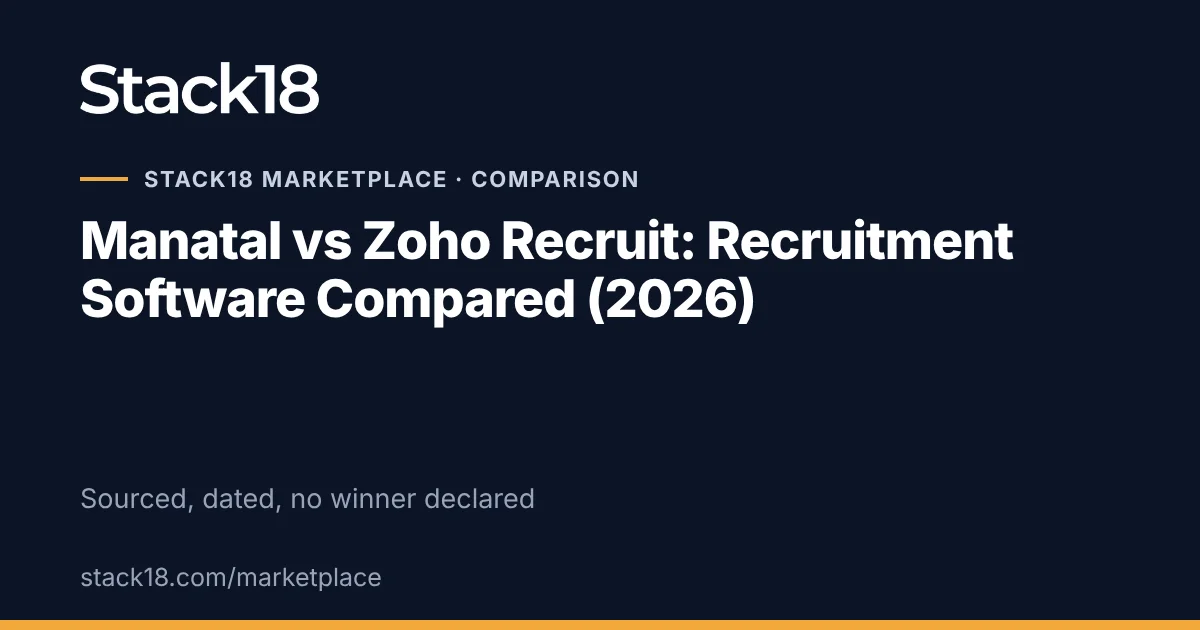 Stack18
STACK18 MARKETPLACE · COMPARISON
Manatal vs Zoho Recruit: Recruitment
Software Compared (2026)
Sourced, dated, no winner declared
stack18.com/marketplace